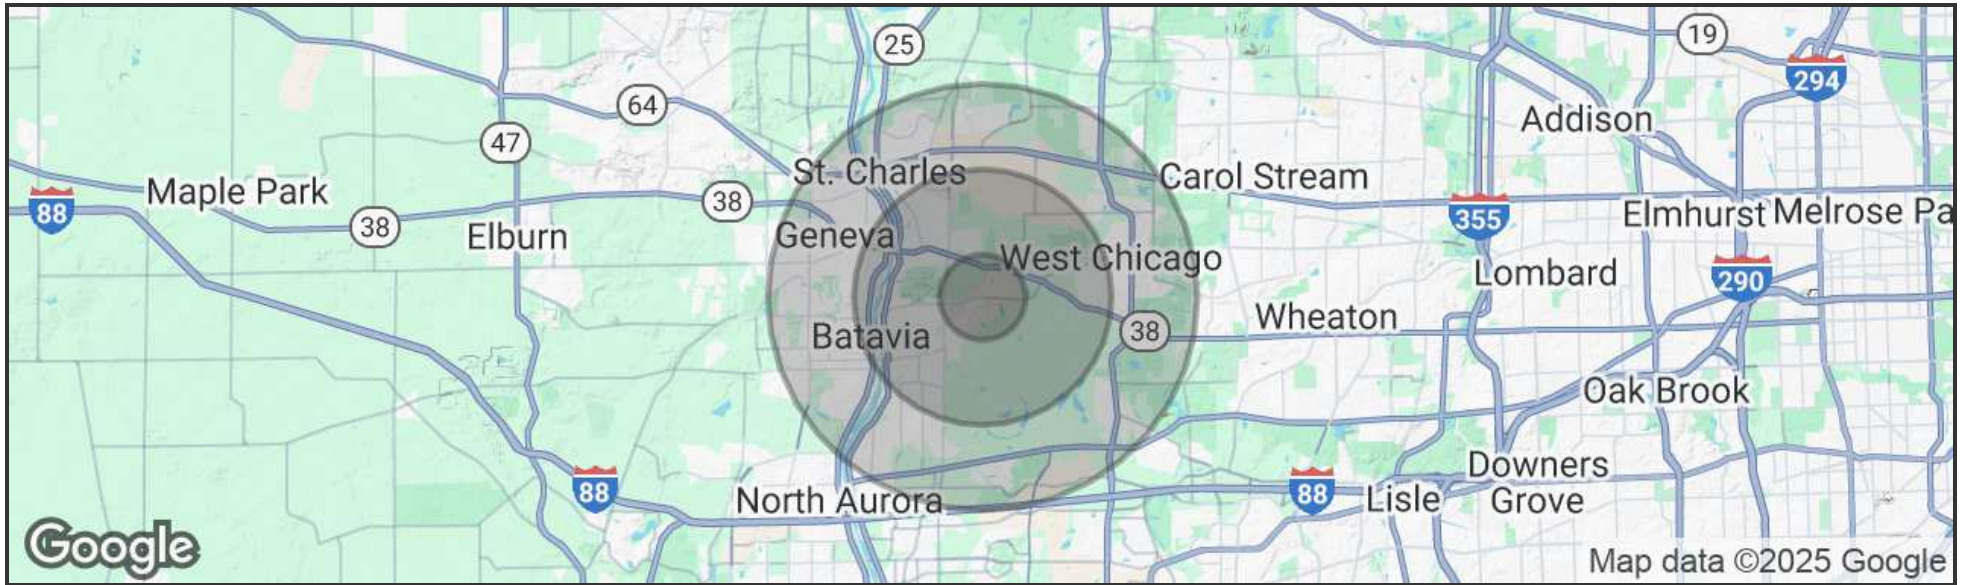 25
19
294
64
Addison
47
St. Charles
Carol Stream
Maple Park
88
38
38
355
Elmhurst
Melrose Pa
Elburn
Geneva
West Chicago
Lombard
290
Batavia
38
Wheaton
Oak Brook
88
North Aurora
88
Lisle
Downers
Grove
Google
Map data ©2025 Google